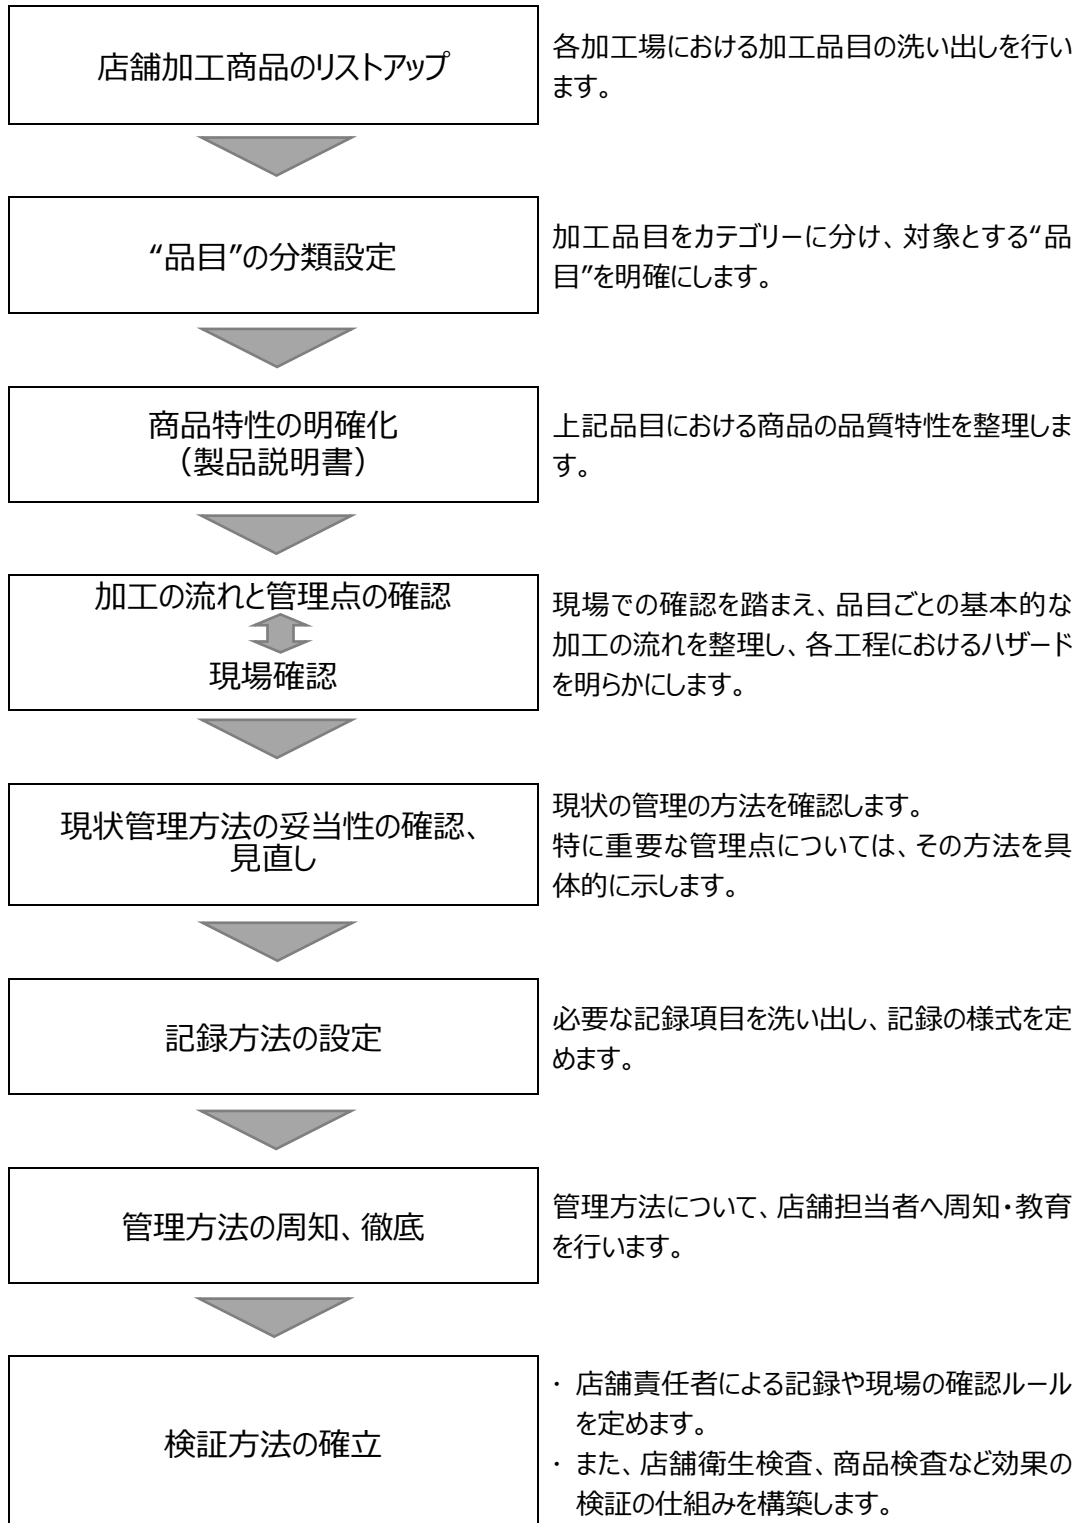 店舗加工商品のリストアップ
各加工場における加工品目の洗い出しを行い
ます。
“品目”の分類設定
加工品目をカテゴリーに分け、対象とする“品
目”を明確にします。
商品特性の明確化
（製品説明書）
上記品目における商品の品質特性を整理しま
す。
加工の流れと管理点の確認
現場確認
現場での確認を踏まえ、品目ごとの基本的な
加工の流れを整理し、各工程におけるハザード
を明らかにします。
現状管理方法の妥当性の確認、
見直し
現状の管理の方法を確認します。
特に重要な管理点については、その方法を具
体的に示します。
記録方法の設定
必要な記録項目を洗い出し、記録の様式を定
めます。
管理方法の周知、徹底
管理方法について、店舗担当者へ周知・教育
を行います。
検証方法の確立
・ 店舗責任者による記録や現場の確認ルール
を定めます。
・ また、店舗衛生検査、商品検査など効果の
検証の仕組みを構築します。